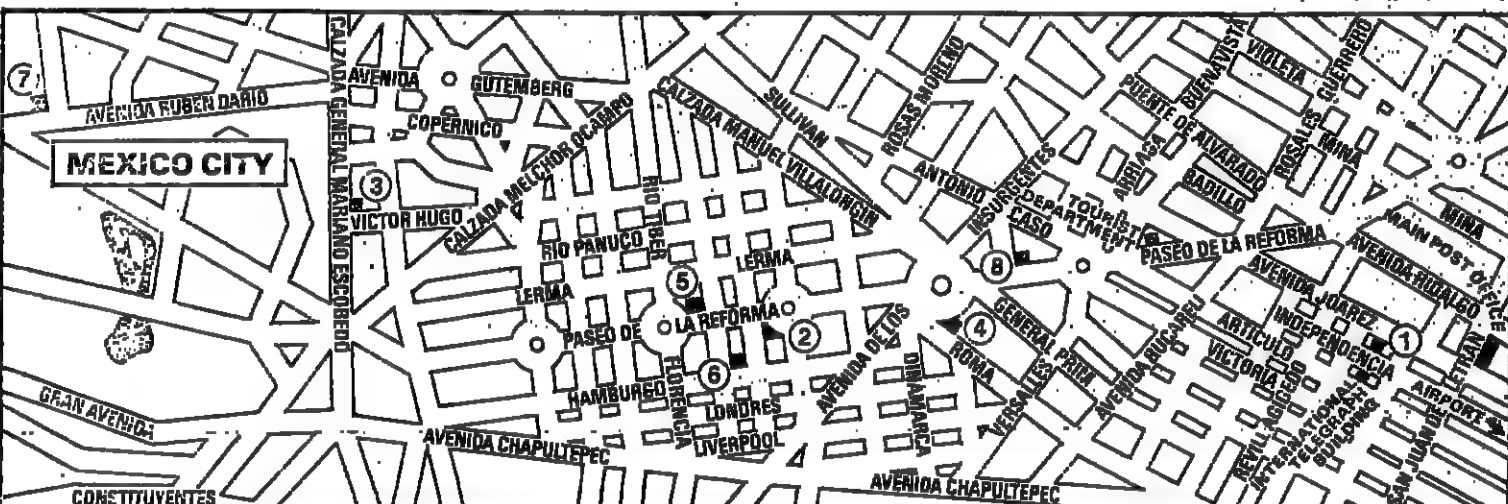 CALZADA GENERAL MARIANO ESCOBEDO
7
AVENIDA GUTEMBERG
AVENIDA RUBEN DARIO
COPERNICO
MEXICO CITY
3
VICTOR HUGO
CALZADA MELCHOR OCAMPO
CALZADA MANUEL VILLALONGIN
SULLIVAN
ROSAS MORENO
RIO TIBER
RIO PANUCO
LERMA
LERMA
5
PASEO DE LA REFORMA
2
6
HAMBURGO
FLORENCIA
LONDRES
LIVERPOOL
AVENIDA DE LOS
DINAMARCA
AVENIDA CHAPULTEPEC
AVENIDA CHAPULTEPEC
GRAN AVENIDA
CONSTITUYENTES
ANTONIO CASO
INSURGENTES
TOURIST
DEPARTMENT
8
4
ROMA
GENERAL PRIM
VERSALLES
AVENIDA BUCARELI
PASEO DE LA REFORMA
ARRIAGA
PUENTE DE ALVARADO
BUENAVISTA
VIOLETA
GUERRERO
BADILLO
ROSALES
MINA
MINA
MAIN POST OFFICE
AVENIDA HIDALGO
AVENIDA JUAREZ
INDEPENDENCIA
ARTICULO
VICTORIA
1
REVILLAGIGEDO
INTERNATIONAL
TELEGRAPH
BUILDING
AIRPORT
SAN JUAN DE LETRAN